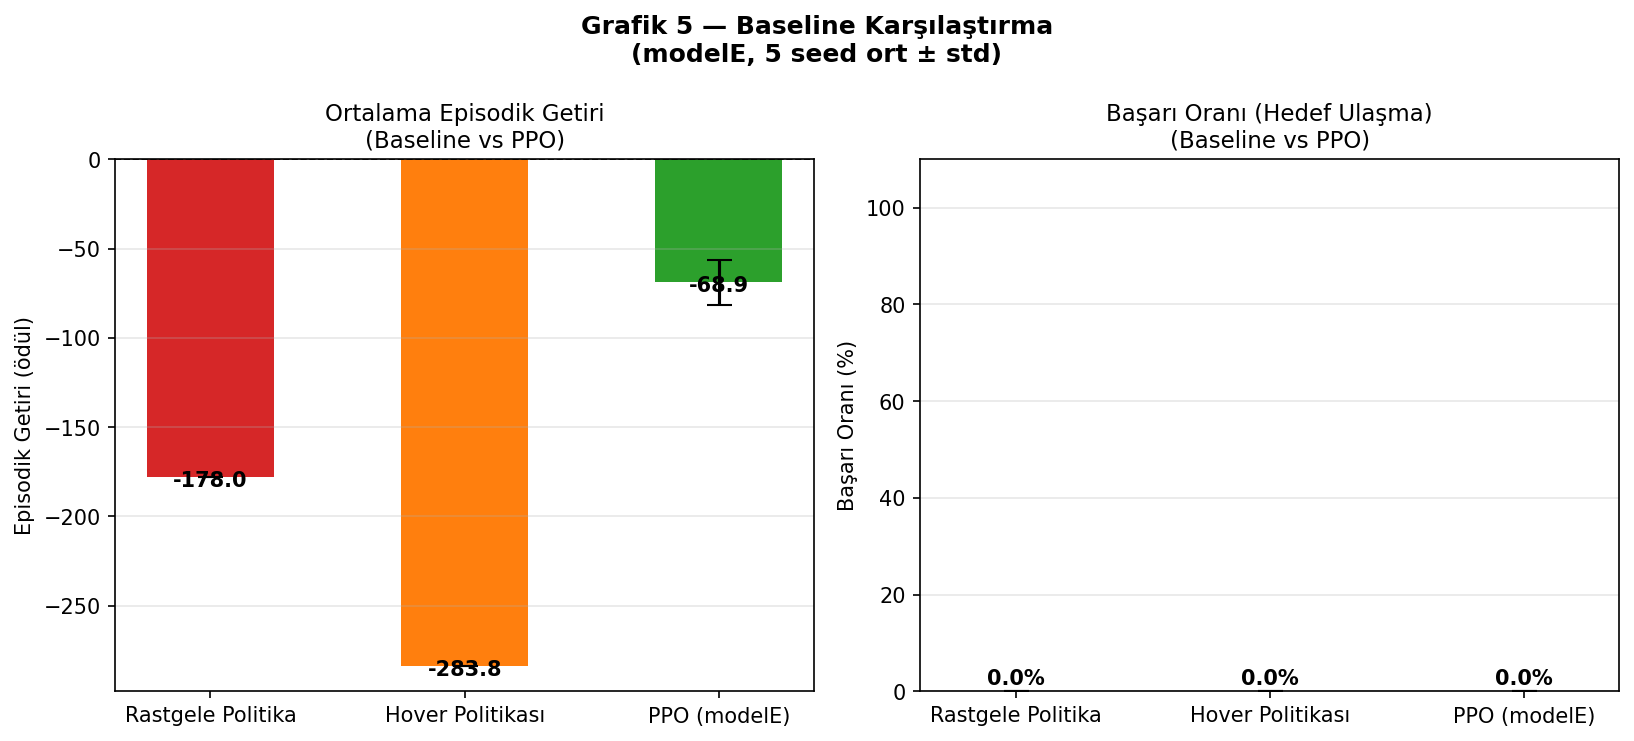 Grafik 5 — Baseline Karşılaştırma
(modelE, 5 seed ort ± std)
Ortalama Episodik Getiri
(Baseline vs PPO)
Episodik Getiri (ödül)
0
−50
−100
−150
−200
−250
-178.0
-283.8
-68.9
Rastgele Politika
Hover Politikası
PPO (modelE)
Başarı Oranı (Hedef Ulaşma)
(Baseline vs PPO)
Başarı Oranı (%)
100
80
60
40
20
0
0.0%
0.0%
0.0%
Rastgele Politika
Hover Politikası
PPO (modelE)